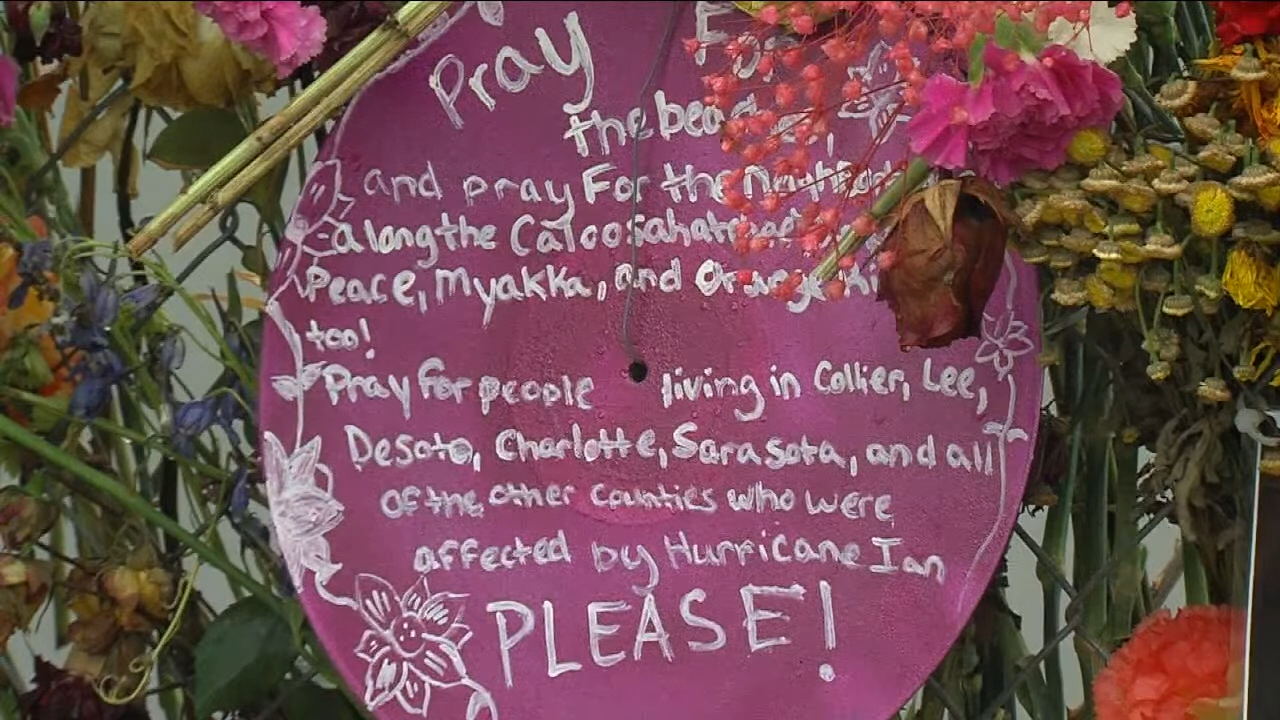 Pray
the
and pray For the
along the
Peace, Myakka, and Orange
too!
Pray for people living in Collier, Lee,
Desoto, Charlotte, Sarasota, and all
of the other counties who were
affected by Hurricane Ian
PLEASE!